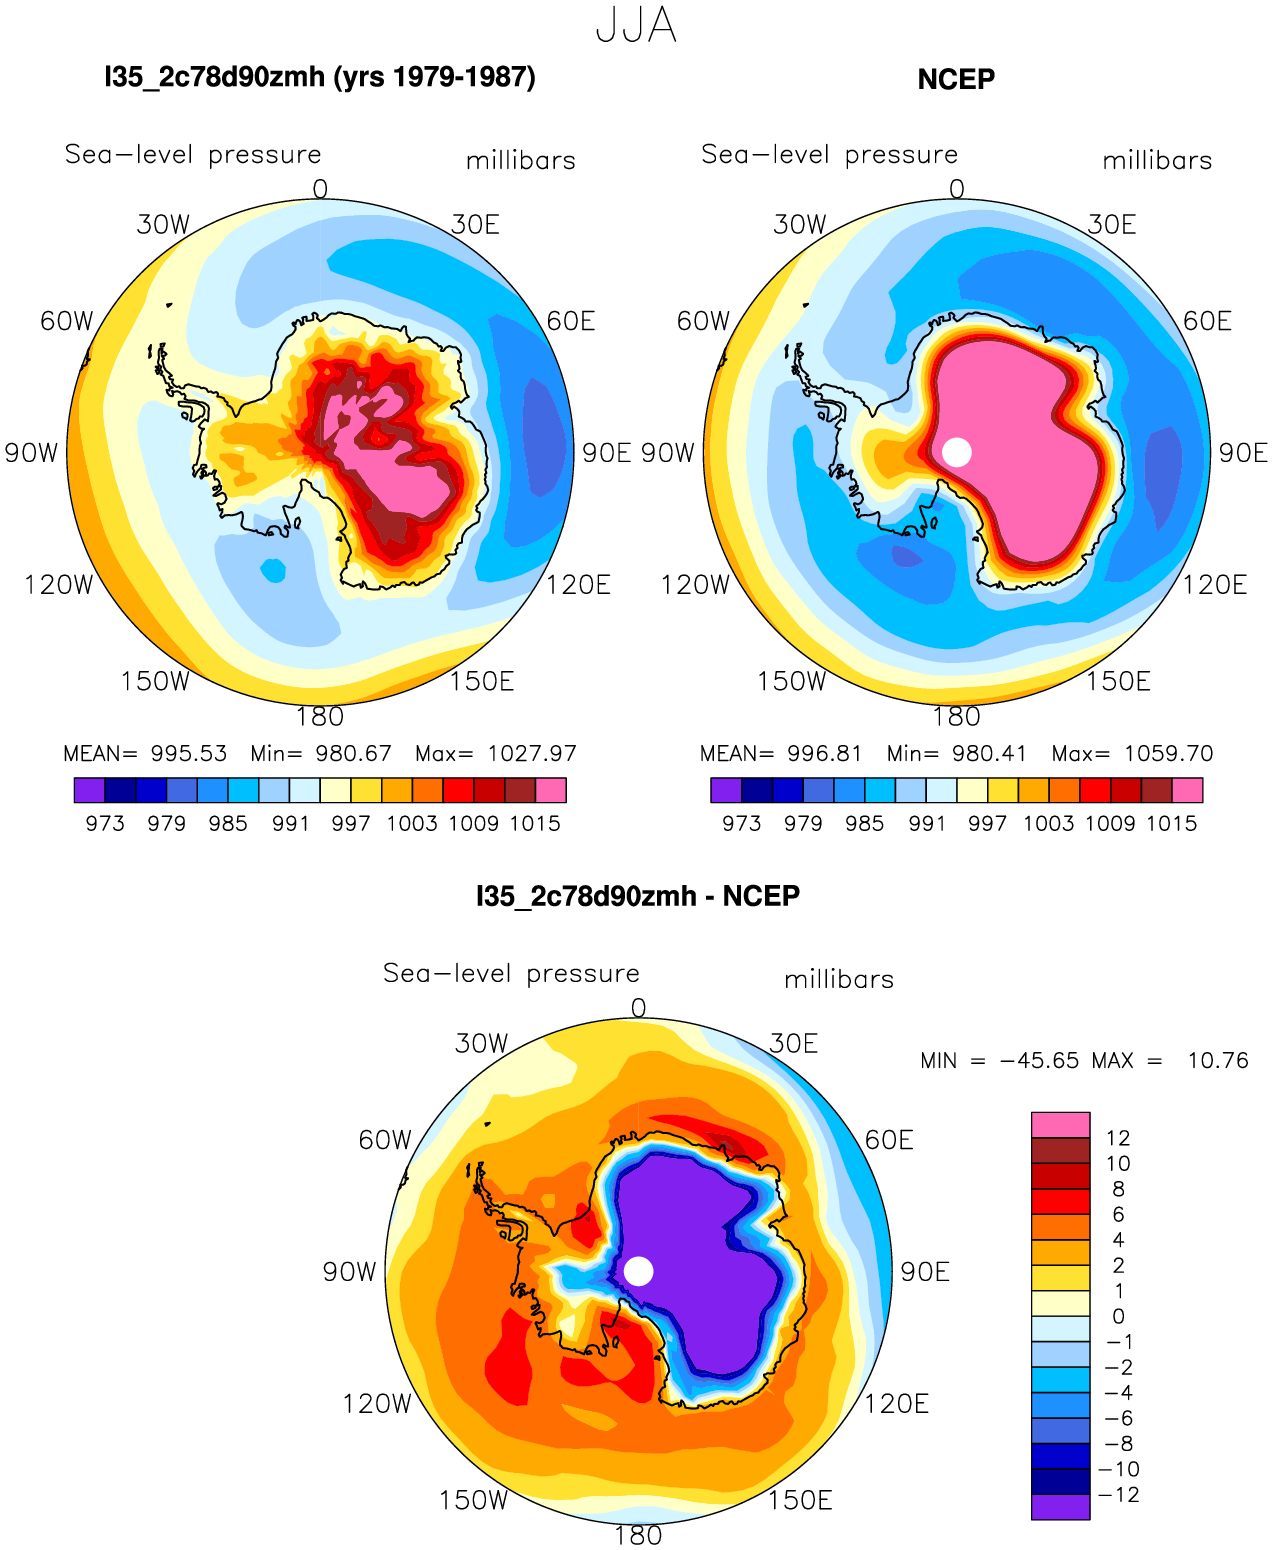 JJA
I35_2c78d90zmh (yrs 1979-1987)
NCEP
Sea-level pressure millibars
Sea-level pressure millibars
0
30W 30E
60W 60E
90W 90E
120W 120E
150W 150E
180
0
30W 30E
60W 60E
90W 90E
120W 120E
150W 150E
180
MEAN= 995.53 Min= 980.67 Max= 1027.97
973 979 985 991 997 1003 1009 1015
MEAN= 996.81 Min= 980.41 Max= 1059.70
973 979 985 991 997 1003 1009 1015
I35_2c78d90zmh - NCEP
Sea-level pressure millibars
0
30W 30E
60W 60E
90W 90E
120W 120E
150W 150E
180
MIN = -45.65 MAX = 10.76
12
10
8
6
4
2
1
0
-1
-2
-4
-6
-8
-10
-12